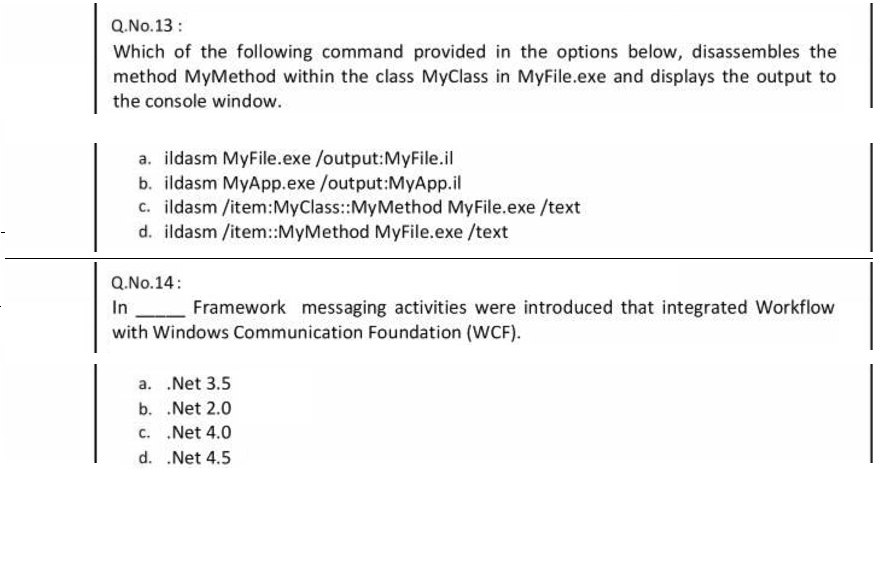 Q.No.13 :
Which of the following command provided in the options below, disassembles the
method MyMethod within the class MyClass in MyFile.exe and displays the output to
the console window.
a. ildasm MyFile.exe /output:MyFile.il
b. ildasm MyApp.exe /output:MyApp.il
c. ildasm /item:MyClass::MyMethod MyFile.exe /text
d. ildasm /item::MyMethod MyFile.exe /text
Q.No.14 :
In _____ Framework messaging activities were introduced that integrated Workflow
with Windows Communication Foundation (WCF).
a. .Net 3.5
b. .Net 2.0
c. .Net 4.0
d. .Net 4.5